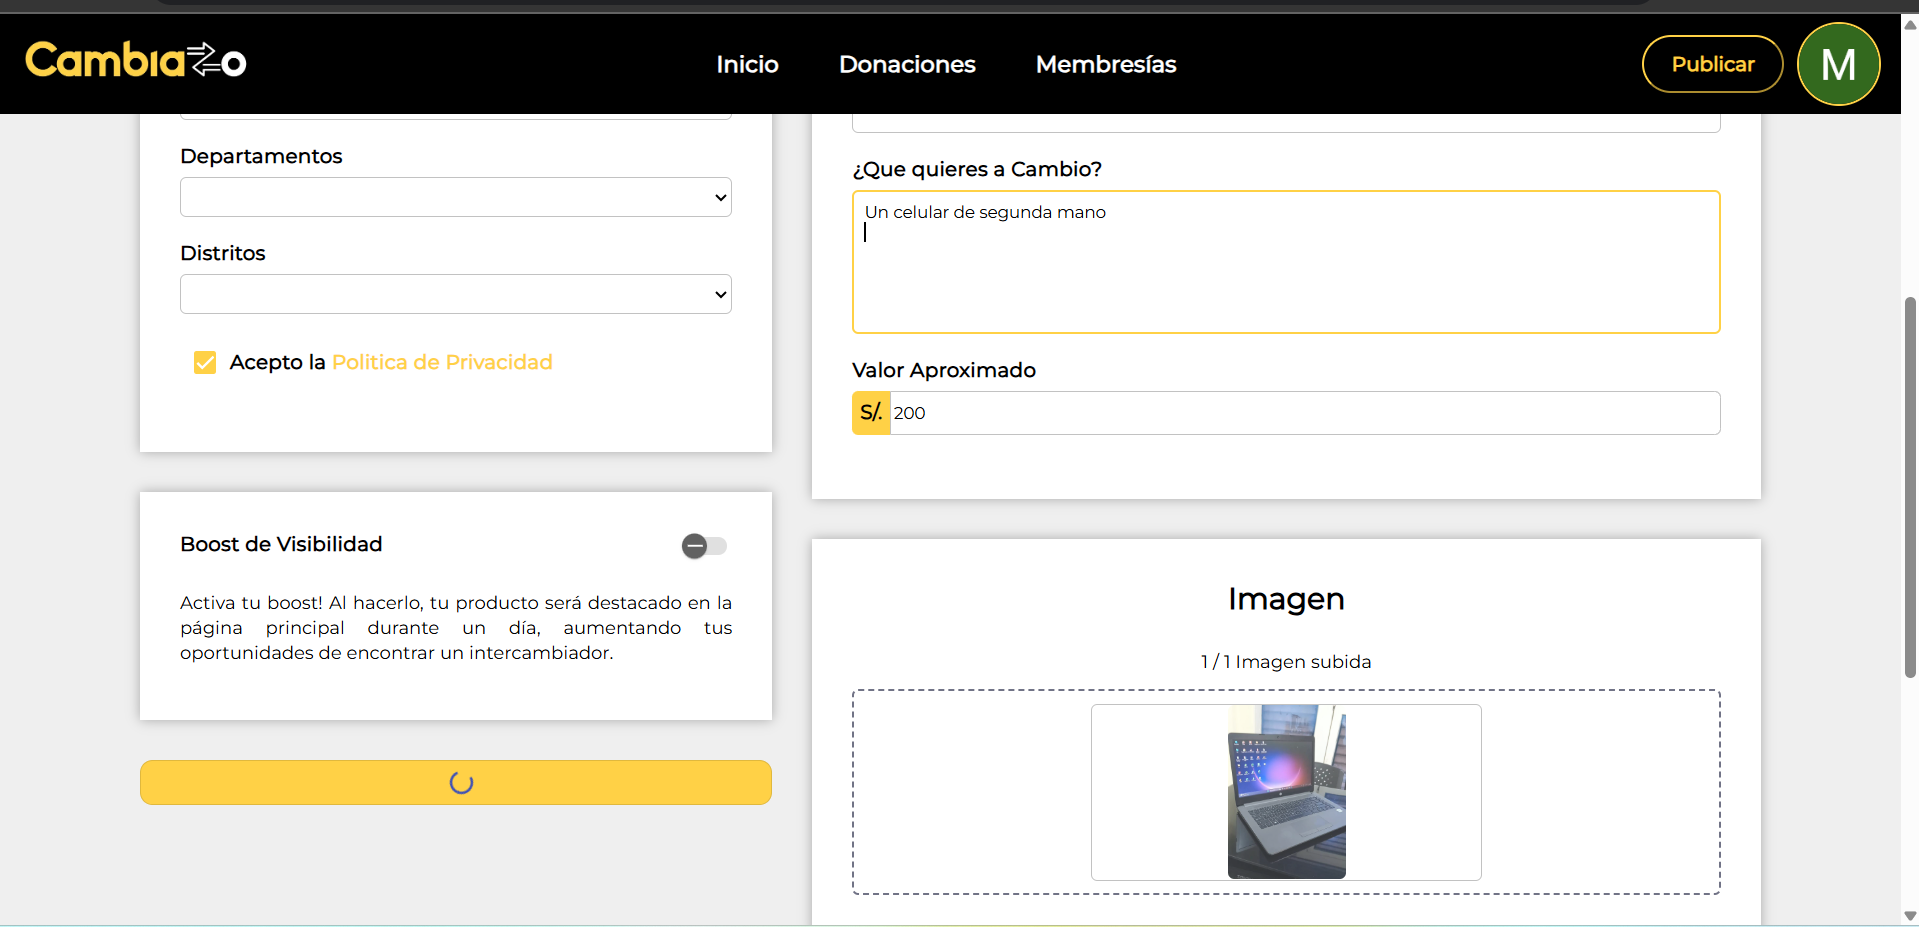 Cambiazo
Inicio
Donaciones
Membresías
Publicar
M
Departamentos
Distritos
Acepto la Politica de Privacidad
Boost de Visibilidad
Activa tu boost! Al hacerlo, tu producto será destacado en la
página principal durante un día, aumentando tus
oportunidades de encontrar un intercambiador.
¿Que quieres a Cambio?
Un celular de segunda mano
Valor Aproximado
S/. 200
Imagen
1 / 1 Imagen subida